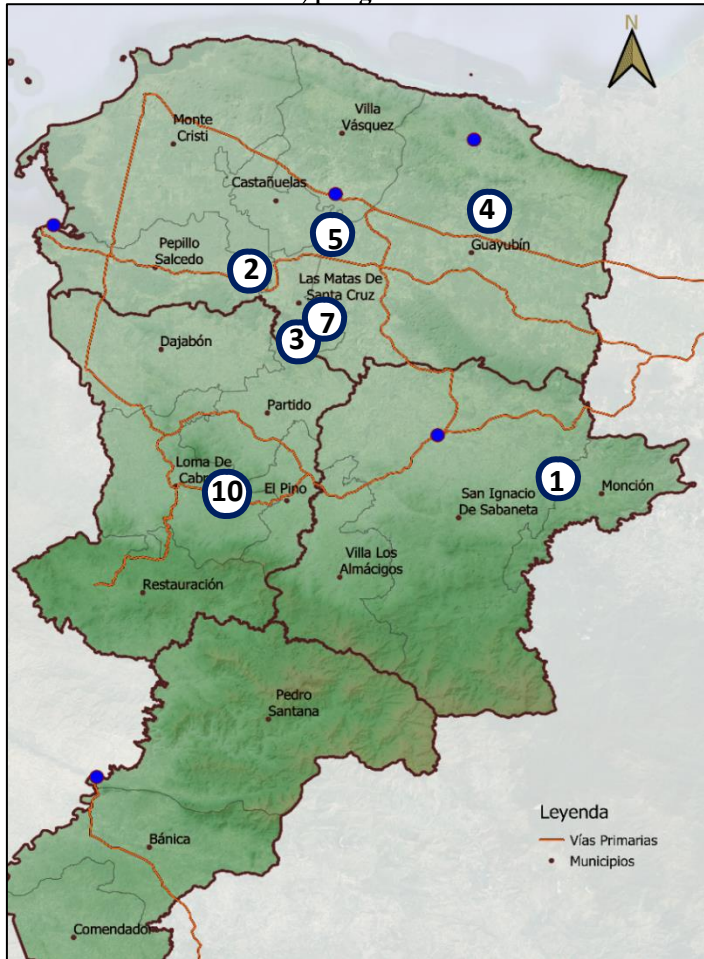 N
Monte
Cristi
Villa
Vásquez
Castañuelas
4
5
Guayubín
Pepillo
Salcedo
2
Las Matas De
Santa Cruz
7
3
Dajabón
Partido
Loma De
Cabr
10
El Pino
1
Monción
San Ignacio
De Sabaneta
Villa Los
Almácigos
Restauración
Pedro
Santana
Leyenda
Vías Primarias
Municipios
Bánica
Comendador